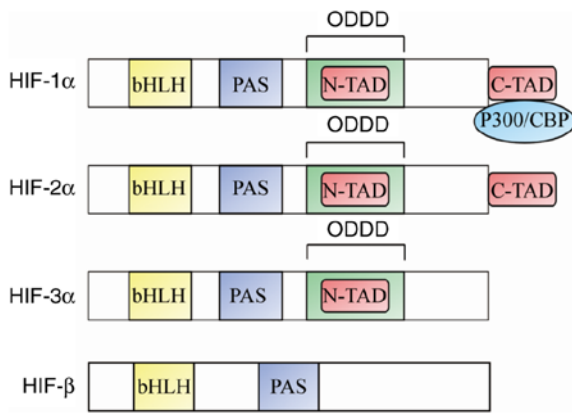 ODDD
HIF-1α bHLH PAS N-TAD C-TAD
P300/CBP
ODDD
HIF-2α bHLH PAS N-TAD C-TAD
ODDD
HIF-3α bHLH PAS N-TAD
HIF-β bHLH PAS